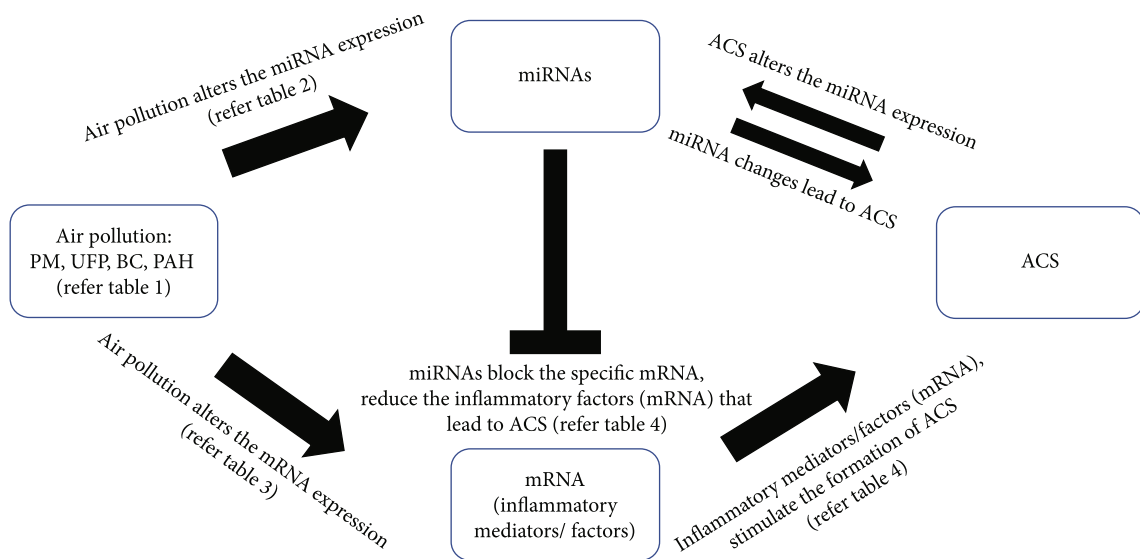 Air pollution alters the miRNA expression
(refer table 2)
miRNAs
ACS alters the miRNA expression
miRNA changes lead to ACS
Air pollution:
PM, UFP, BC, PAH
(refer table 1)
ACS
Air pollution alters the mRNA expression
(refer table 3)
miRNAs block the specific mRNA,
reduce the inflammatory factors (mRNA) that
lead to ACS (refer table 4)
mRNA
(inflammatory
mediators/ factors)
Inflammatory mediators/factors (mRNA),
stimulate the formation of ACS
(refer table 4)